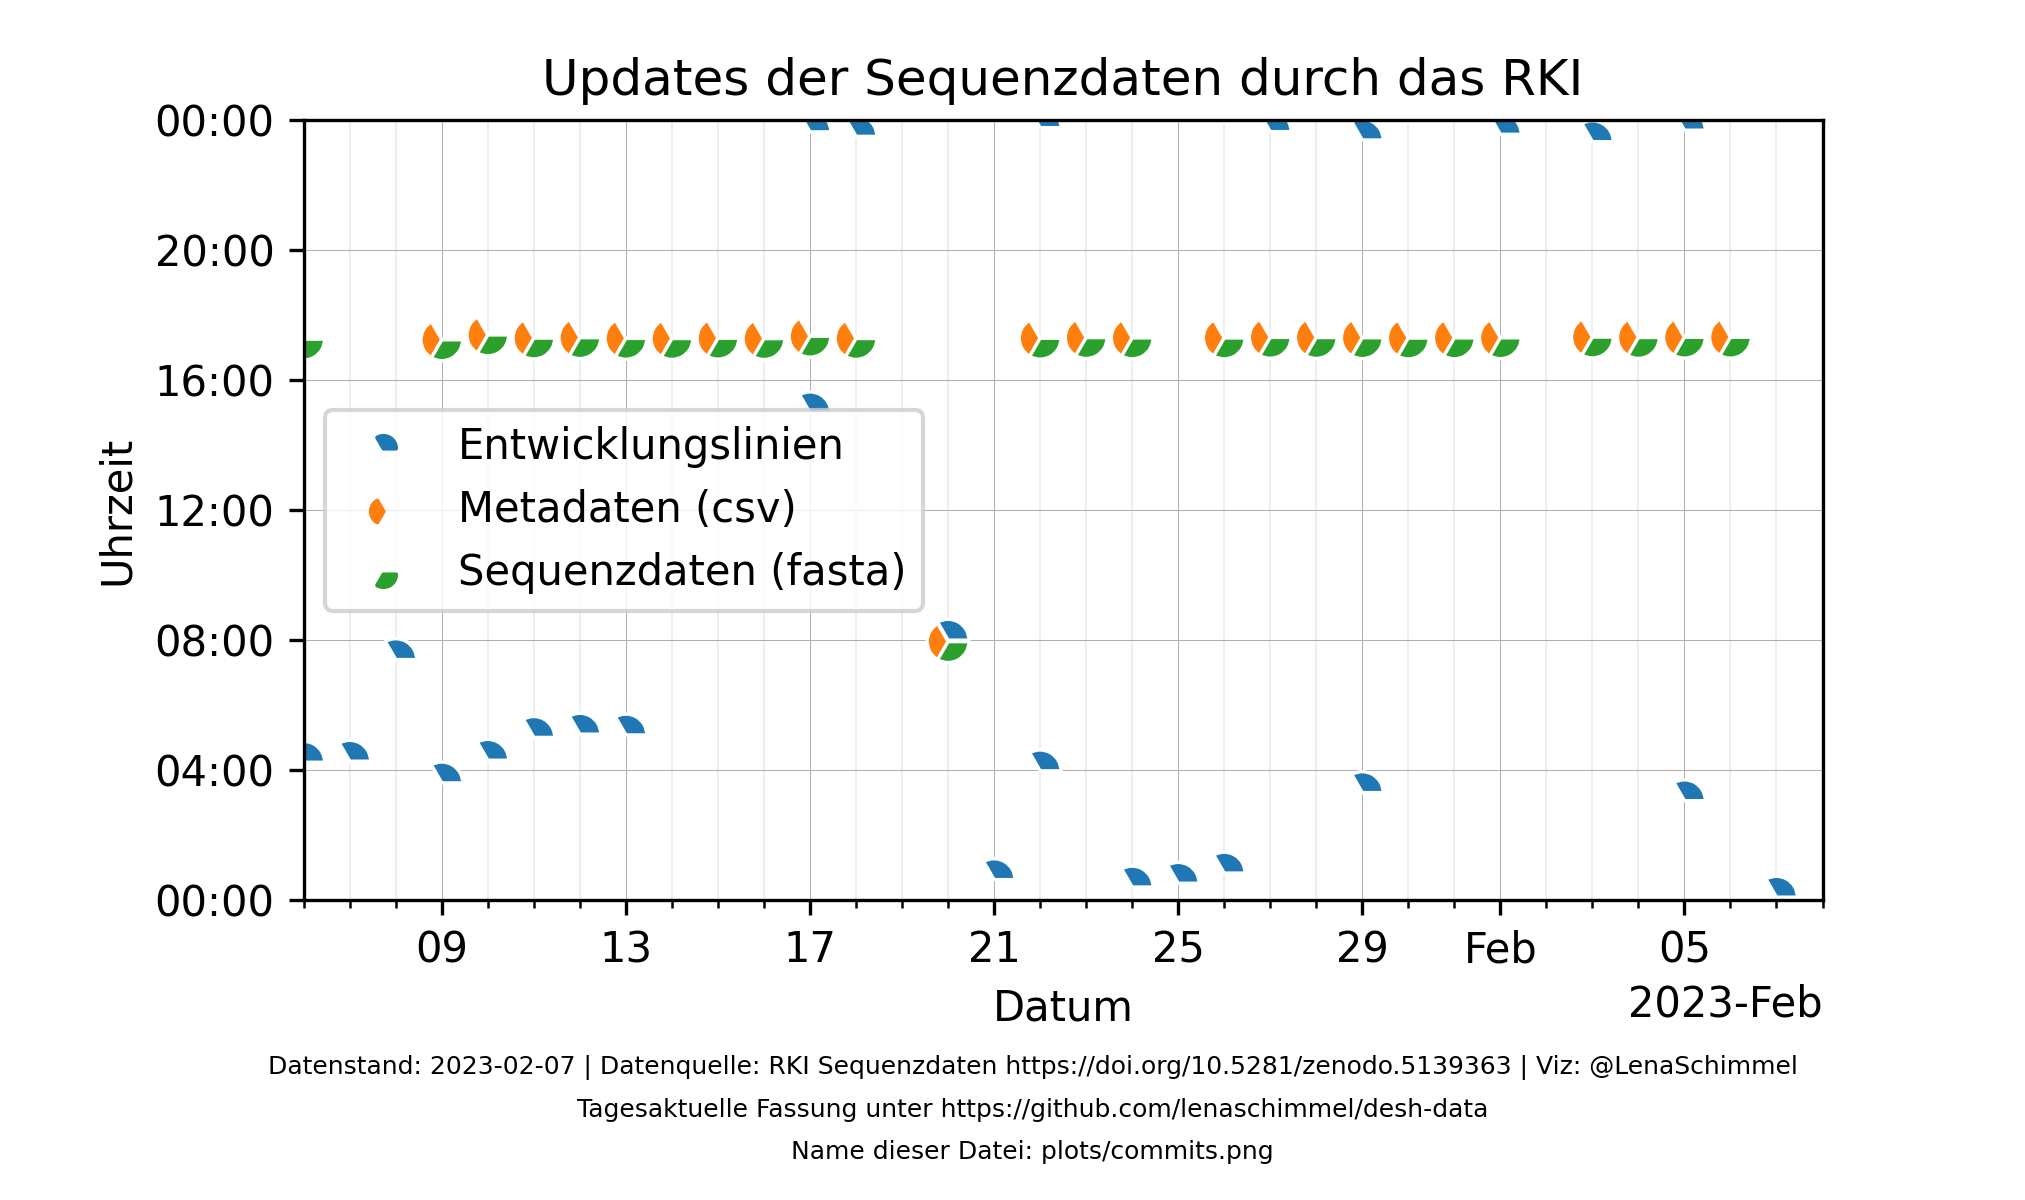 Updates der Sequenzdaten durch das RKI
00:00
20:00
16:00
12:00
08:00
04:00
00:00
Uhrzeit
Entwicklungslinien
Metadaten (csv)
Sequenzdaten (fasta)
09 13 17 21 25 29 Feb 05
Datum
2023-Feb
Datenstand: 2023-02-07 | Datenquelle: RKI Sequenzdaten https://doi.org/10.5281/zenodo.5139363 | Viz: @LenaSchimmel
Tagesaktuelle Fassung unter https://github.com/lenaschimmel/desh-data
Name dieser Datei: plots/commits.png